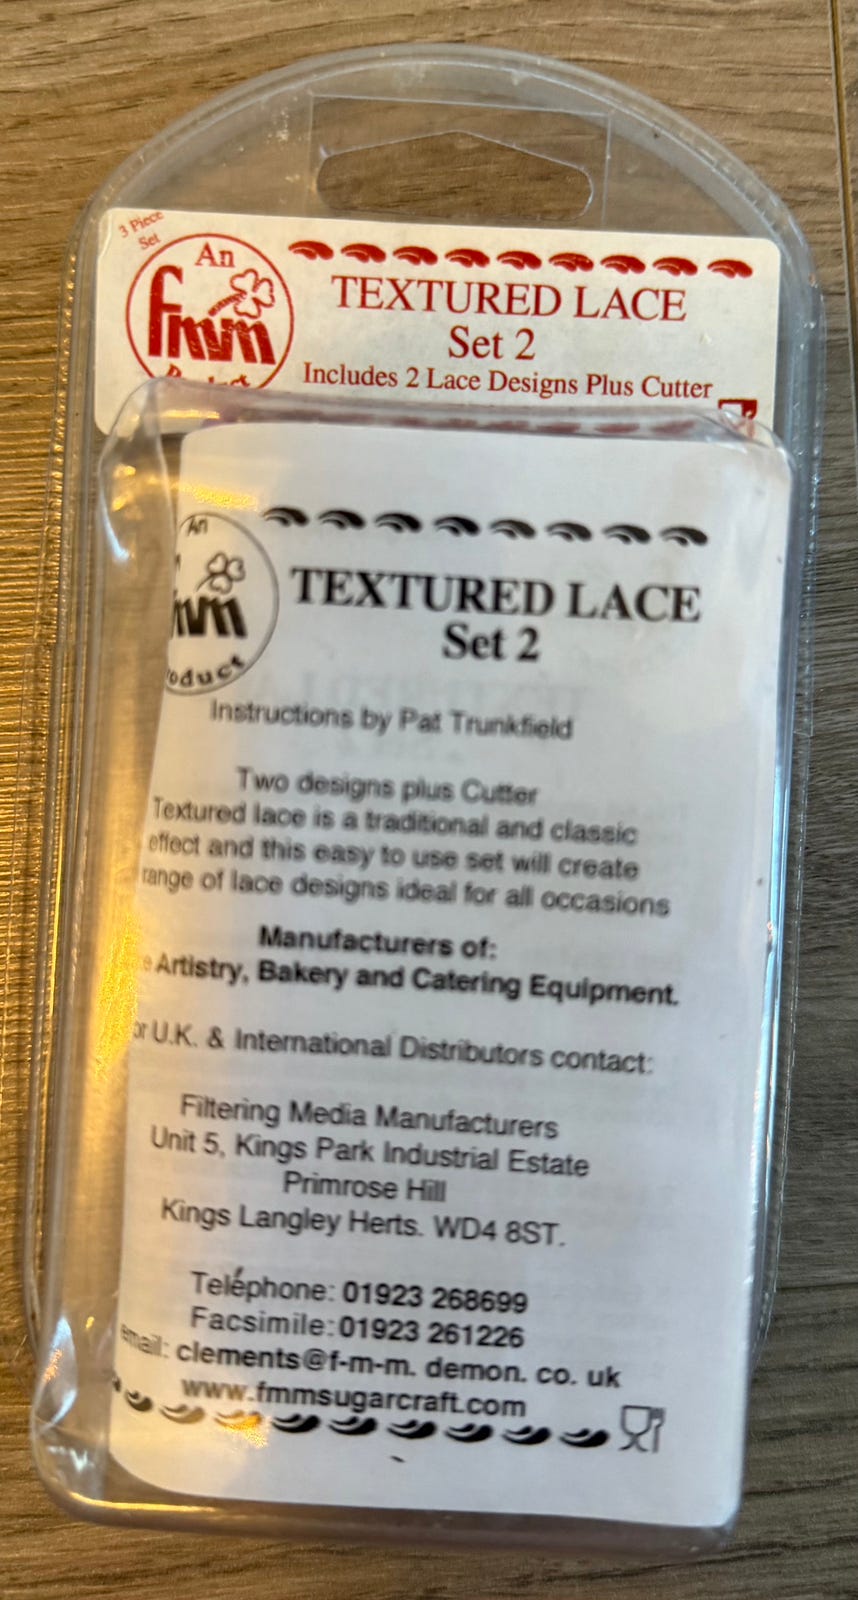 3 Piece
Set
An
fmm
Product
TEXTURED LACE
Set 2
Includes 2 Lace Designs Plus Cutter
An
mm
oduct
TEXTURED LACE
Set 2
Instructions by Pat Trunkfield
Two designs plus Cutter
Textured lace is a traditional and classic
effect and this easy to use set will create
range of lace designs ideal for all occasions
Manufacturers of:
e Artistry, Bakery and Catering Equipment.
or U.K. & International Distributors contact:
Filtering Media Manufacturers
Unit 5, Kings Park Industrial Estate
Primrose Hill
Kings Langley Herts. WD4 8ST.
Telephone: 01923 268699
Facsimile: 01923 261226
email: clements@f-m-m. demon. co. uk
www.fmmsugarcraft.com